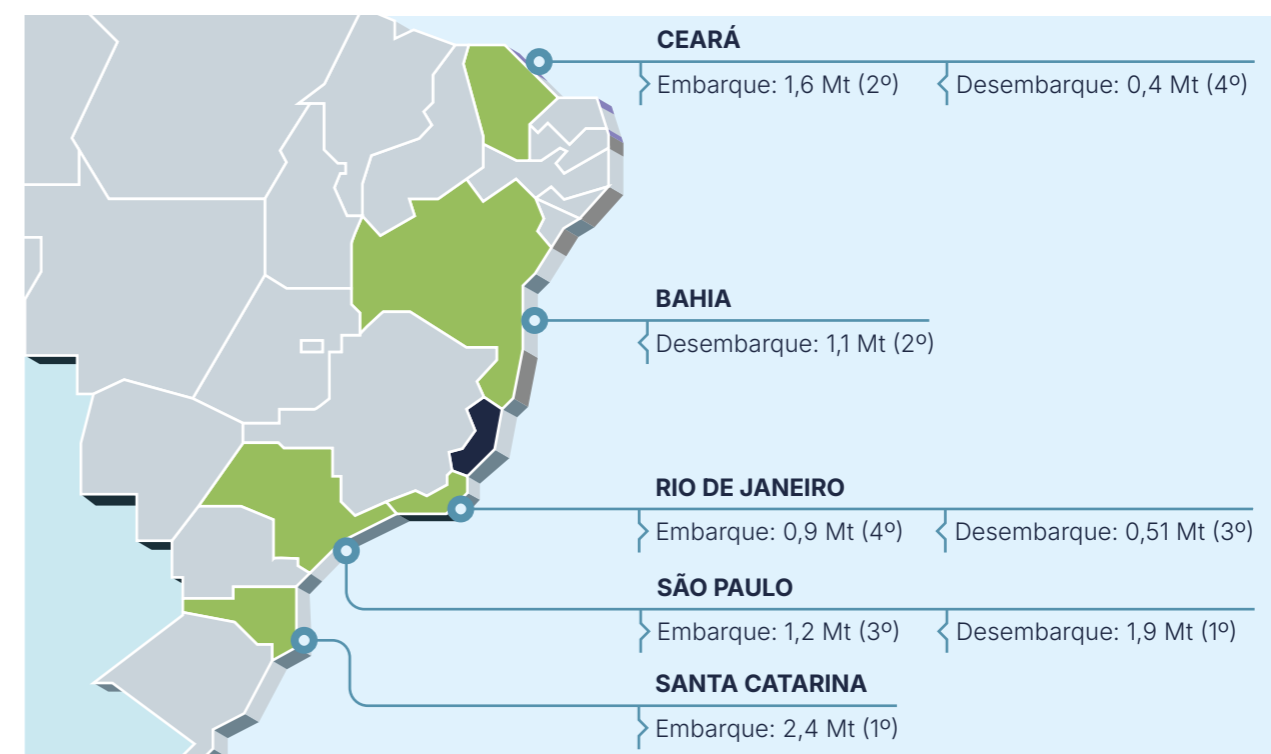 CEARÁ
Embarque: 1,6 Mt (2º)
Desembarque: 0,4 Mt (4º)
BAHIA
Desembarque: 1,1 Mt (2º)
RIO DE JANEIRO
Embarque: 0,9 Mt (4º)
Desembarque: 0,51 Mt (3º)
SÃO PAULO
Embarque: 1,2 Mt (3º)
Desembarque: 1,9 Mt (1º)
SANTA CATARINA
Embarque: 2,4 Mt (1º)